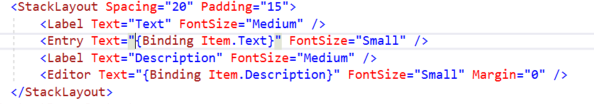 <StackLayout Spacing="20" Padding="15">
    <Label Text="Text" FontSize="Medium" />
    <Entry Text="{Binding Item.Text}" FontSize="Small" />
    <Label Text="Description" FontSize="Medium" />
    <Editor Text="{Binding Item.Description}" FontSize="Small" Margin="0" />
</StackLayout>